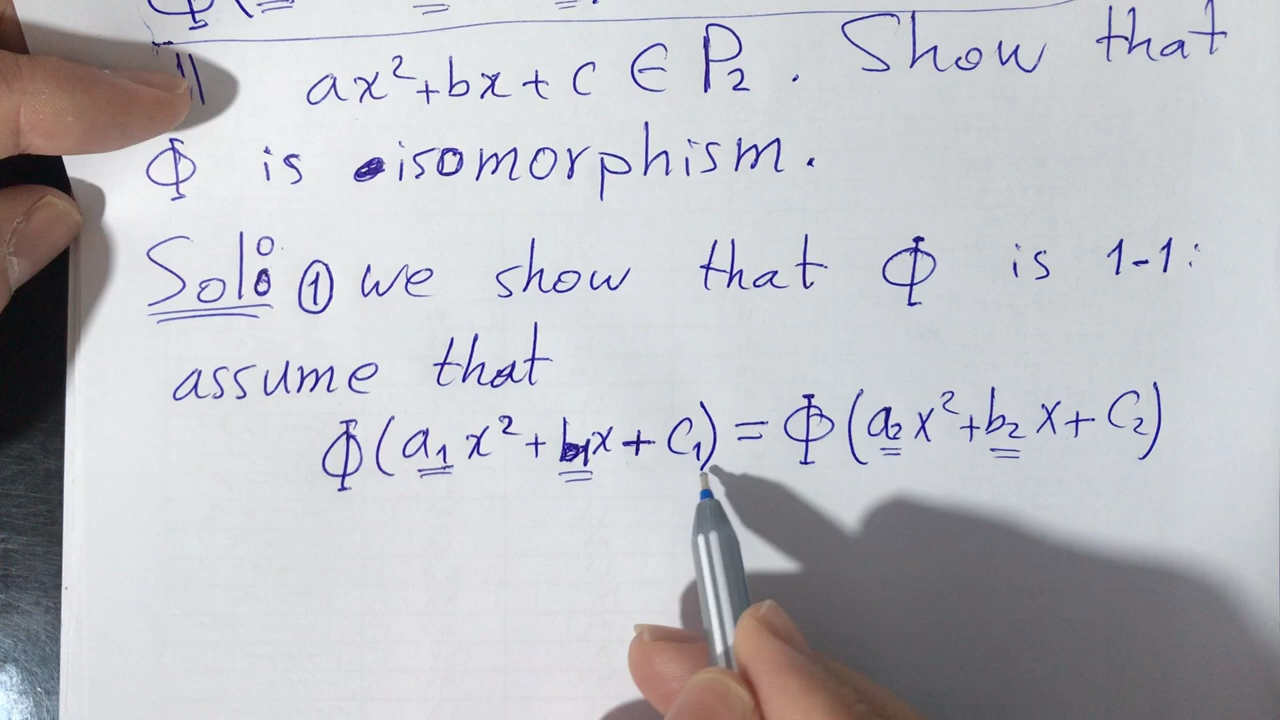 ax²+bx+c ∈ P₂. Show that
Φ is isomorphism.
Sol: ① we show that Φ is 1-1:
assume that
Φ(a₁x²+b₁x+C₁)=Φ(a₂x²+b₂x+C₂)